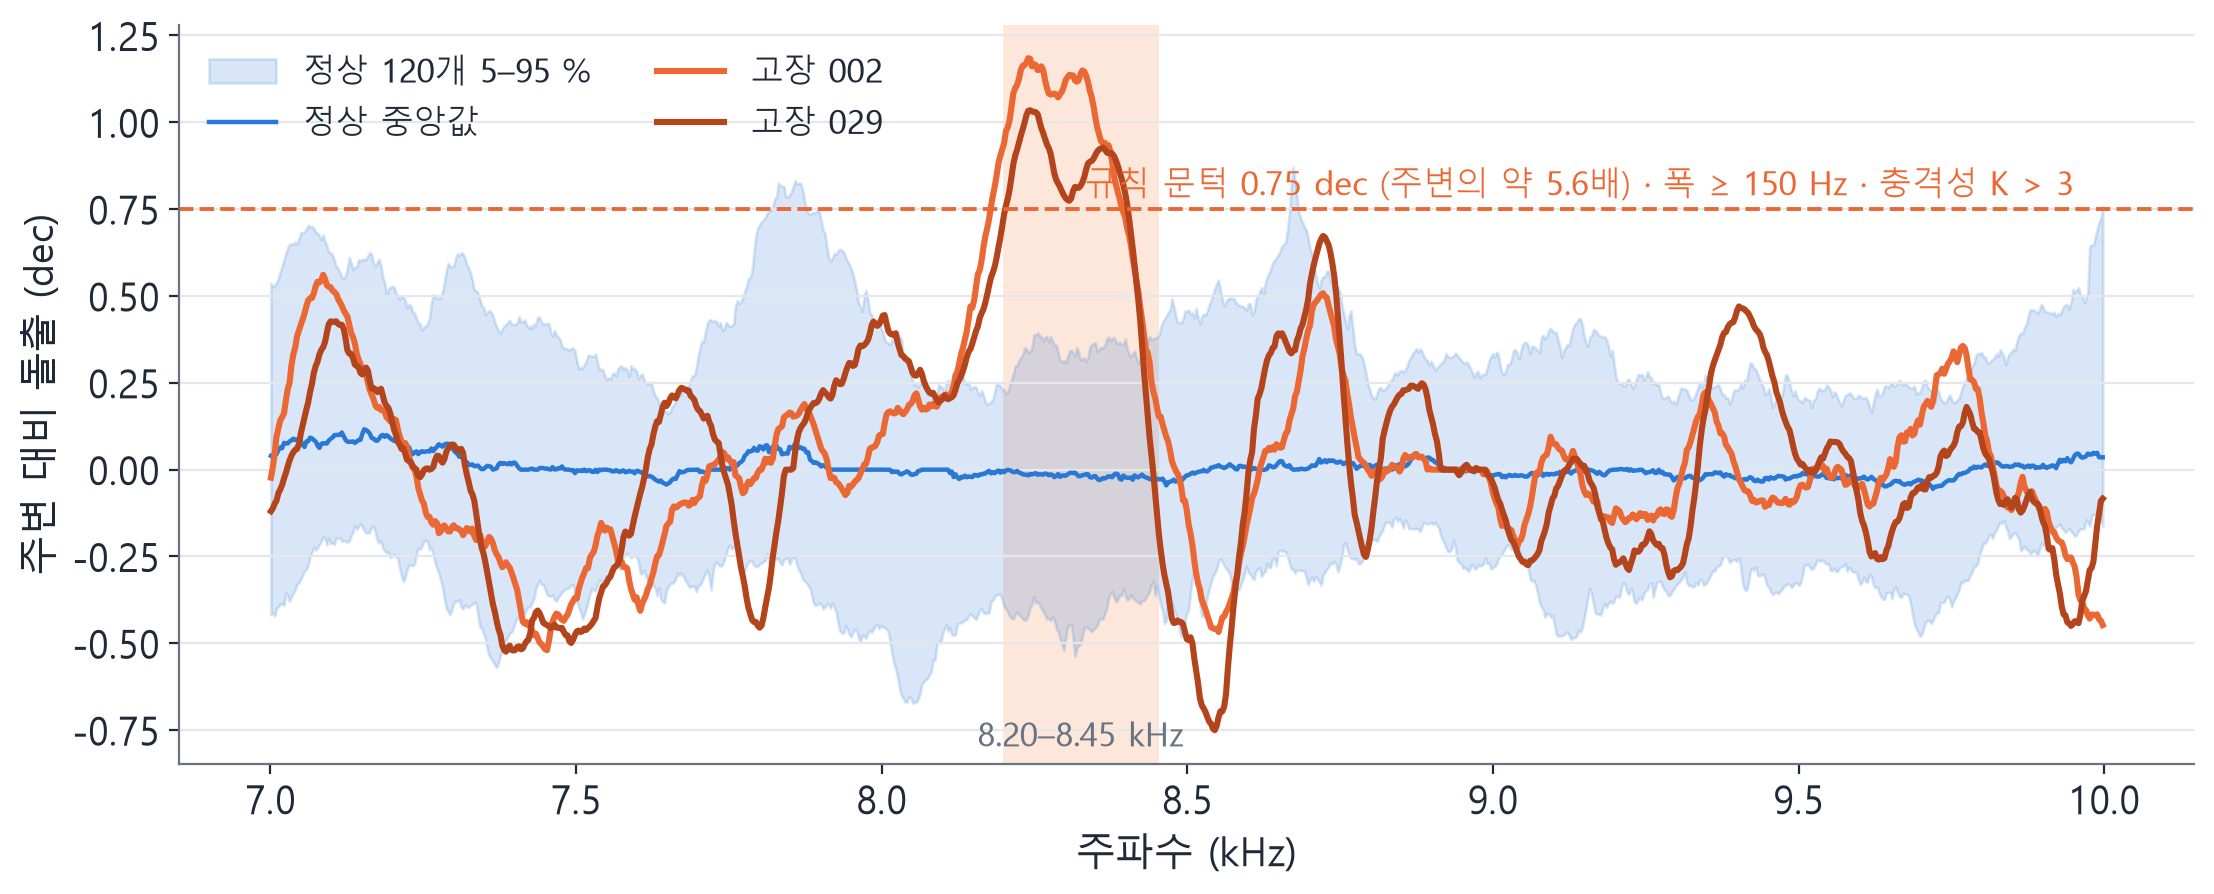 정상 120개 5–95 %
정상 중앙값
고장 002
고장 029
규칙 문턱 0.75 dec (주변의 약 5.6배) · 폭 ≥ 150 Hz · 충격성 K > 3
8.20–8.45 kHz
주변 대비 돌출 (dec)
1.25
1.00
0.75
0.50
0.25
0.00
-0.25
-0.50
-0.75
7.0
7.5
8.0
8.5
9.0
9.5
10.0
주파수 (kHz)